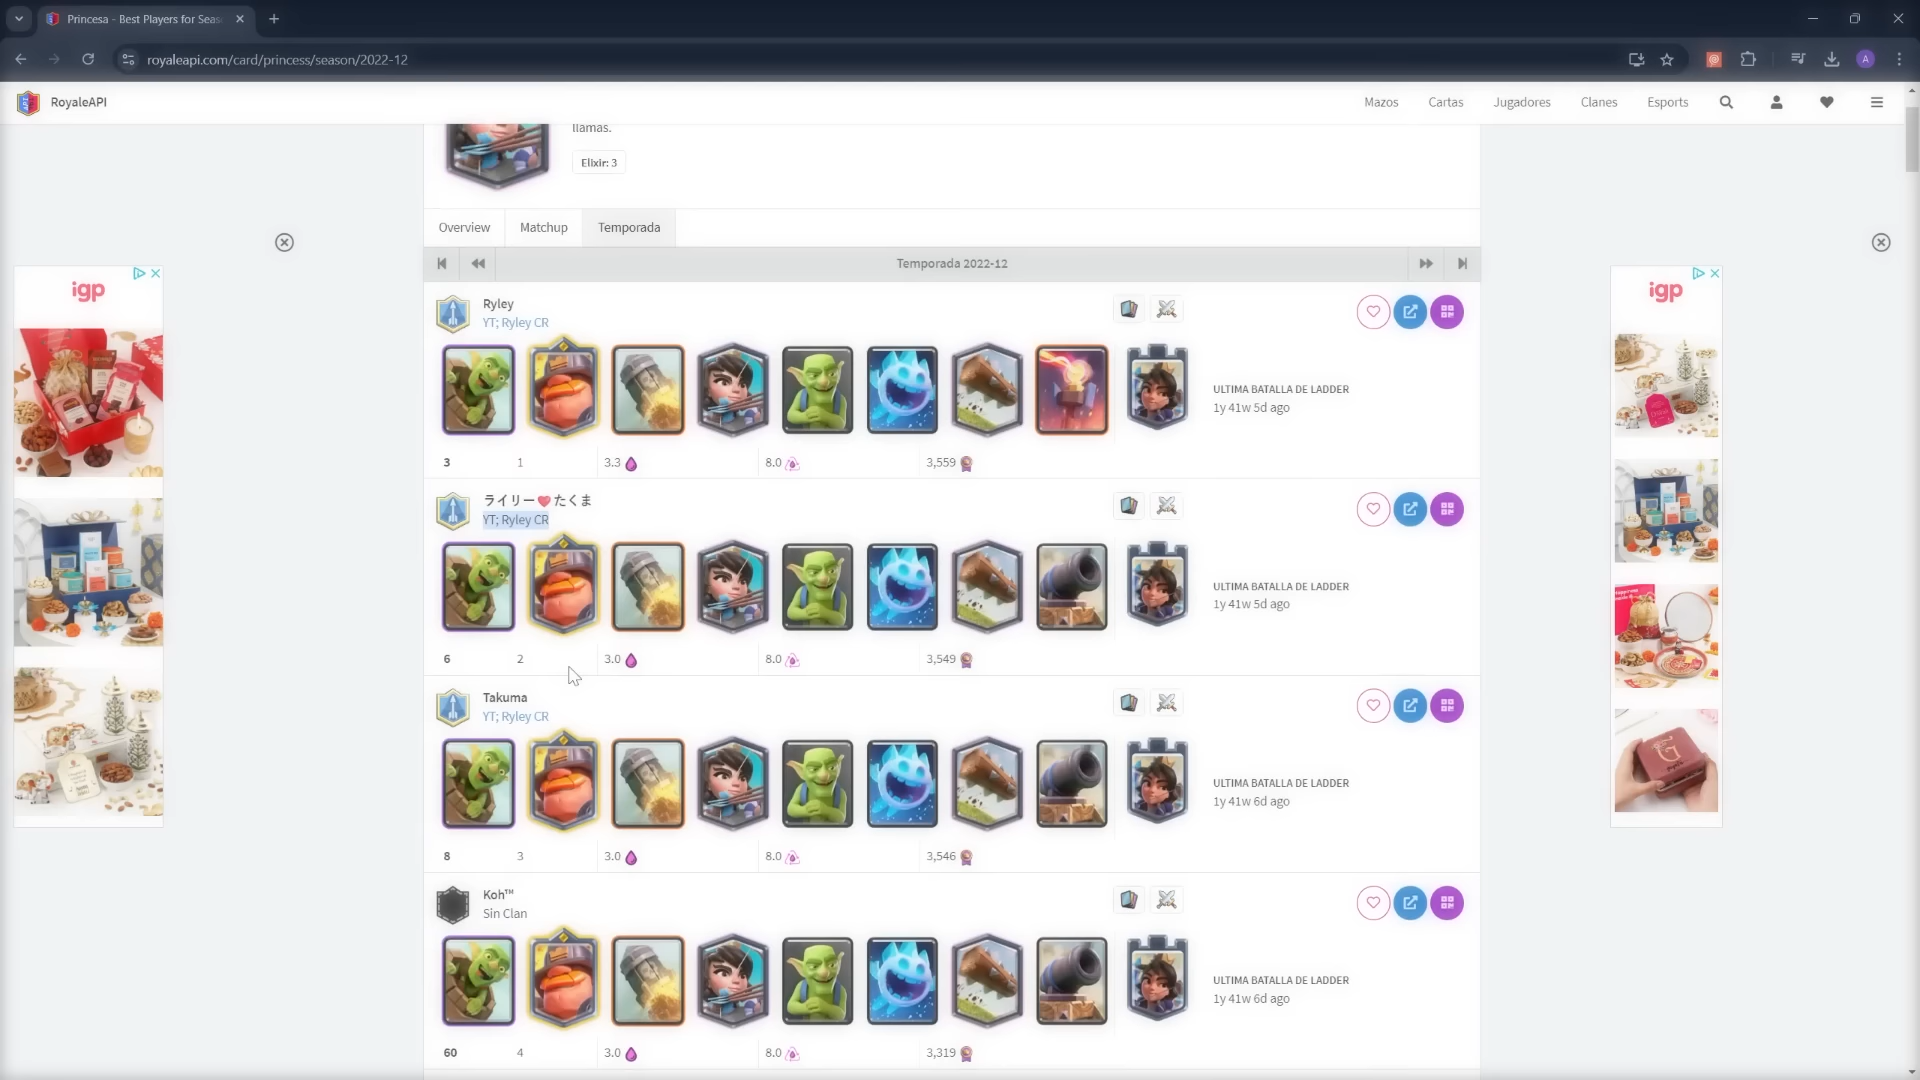 Princesa - Best Players for Seas
royaleapi.com/card/princess/season/2022-12
A
RoyaleAPI
Mazos
Cartas
Jugadores
Clanes
Esports
llamas.
Elixir: 3
Overview
Matchup
Temporada
Temporada 2022-12
igp
igp
Ryley
YT; Ryley CR
ULTIMA BATALLA DE LADDER
1y 41w 5d ago
3 1 3.3 8.0 3,559
ライリー❤たくま
YT; Ryley CR
ULTIMA BATALLA DE LADDER
1y 41w 5d ago
6 2 3.0 8.0 3,549
Takuma
YT; Ryley CR
ULTIMA BATALLA DE LADDER
1y 41w 6d ago
8 3 3.0 8.0 3,546
Koh™
Sin Clan
ULTIMA BATALLA DE LADDER
1y 41w 6d ago
60 4 3.0 8.0 3,319